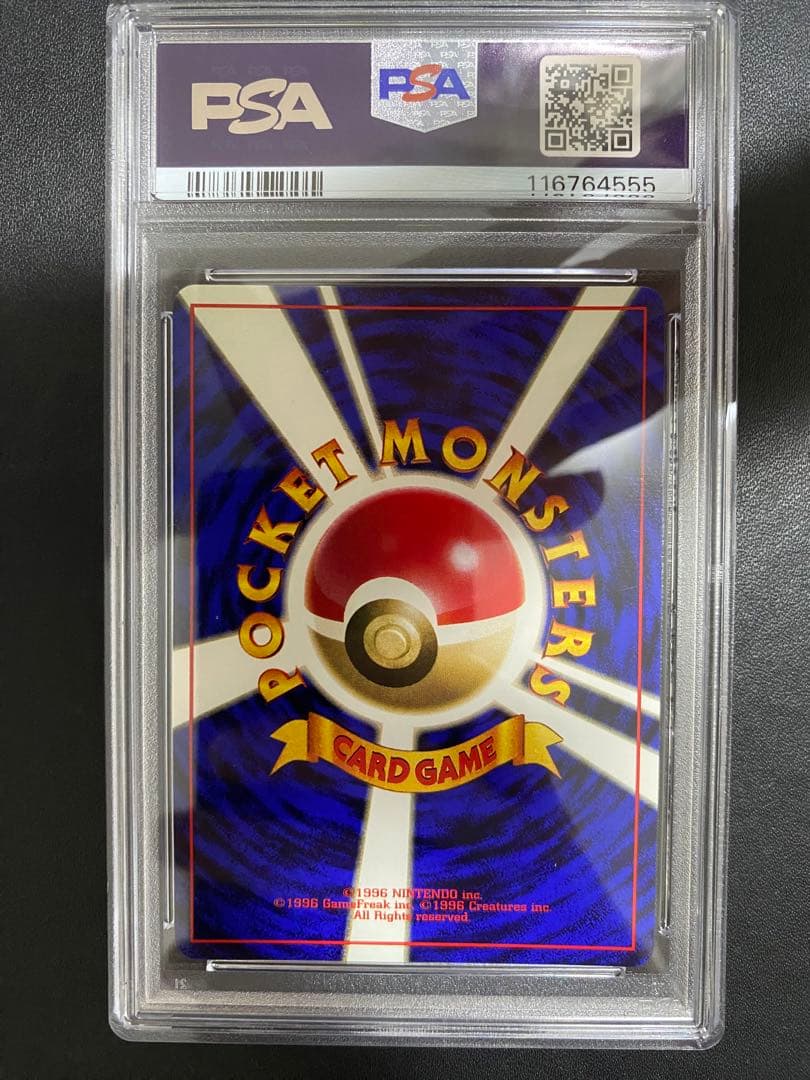 PSA
PSA
116764555
POCKET MONSTERS
CARD GAME
©1996 NINTENDO inc.
©1996 GameFreak inc. ©1996 Creatures inc.
All Rights reserved.